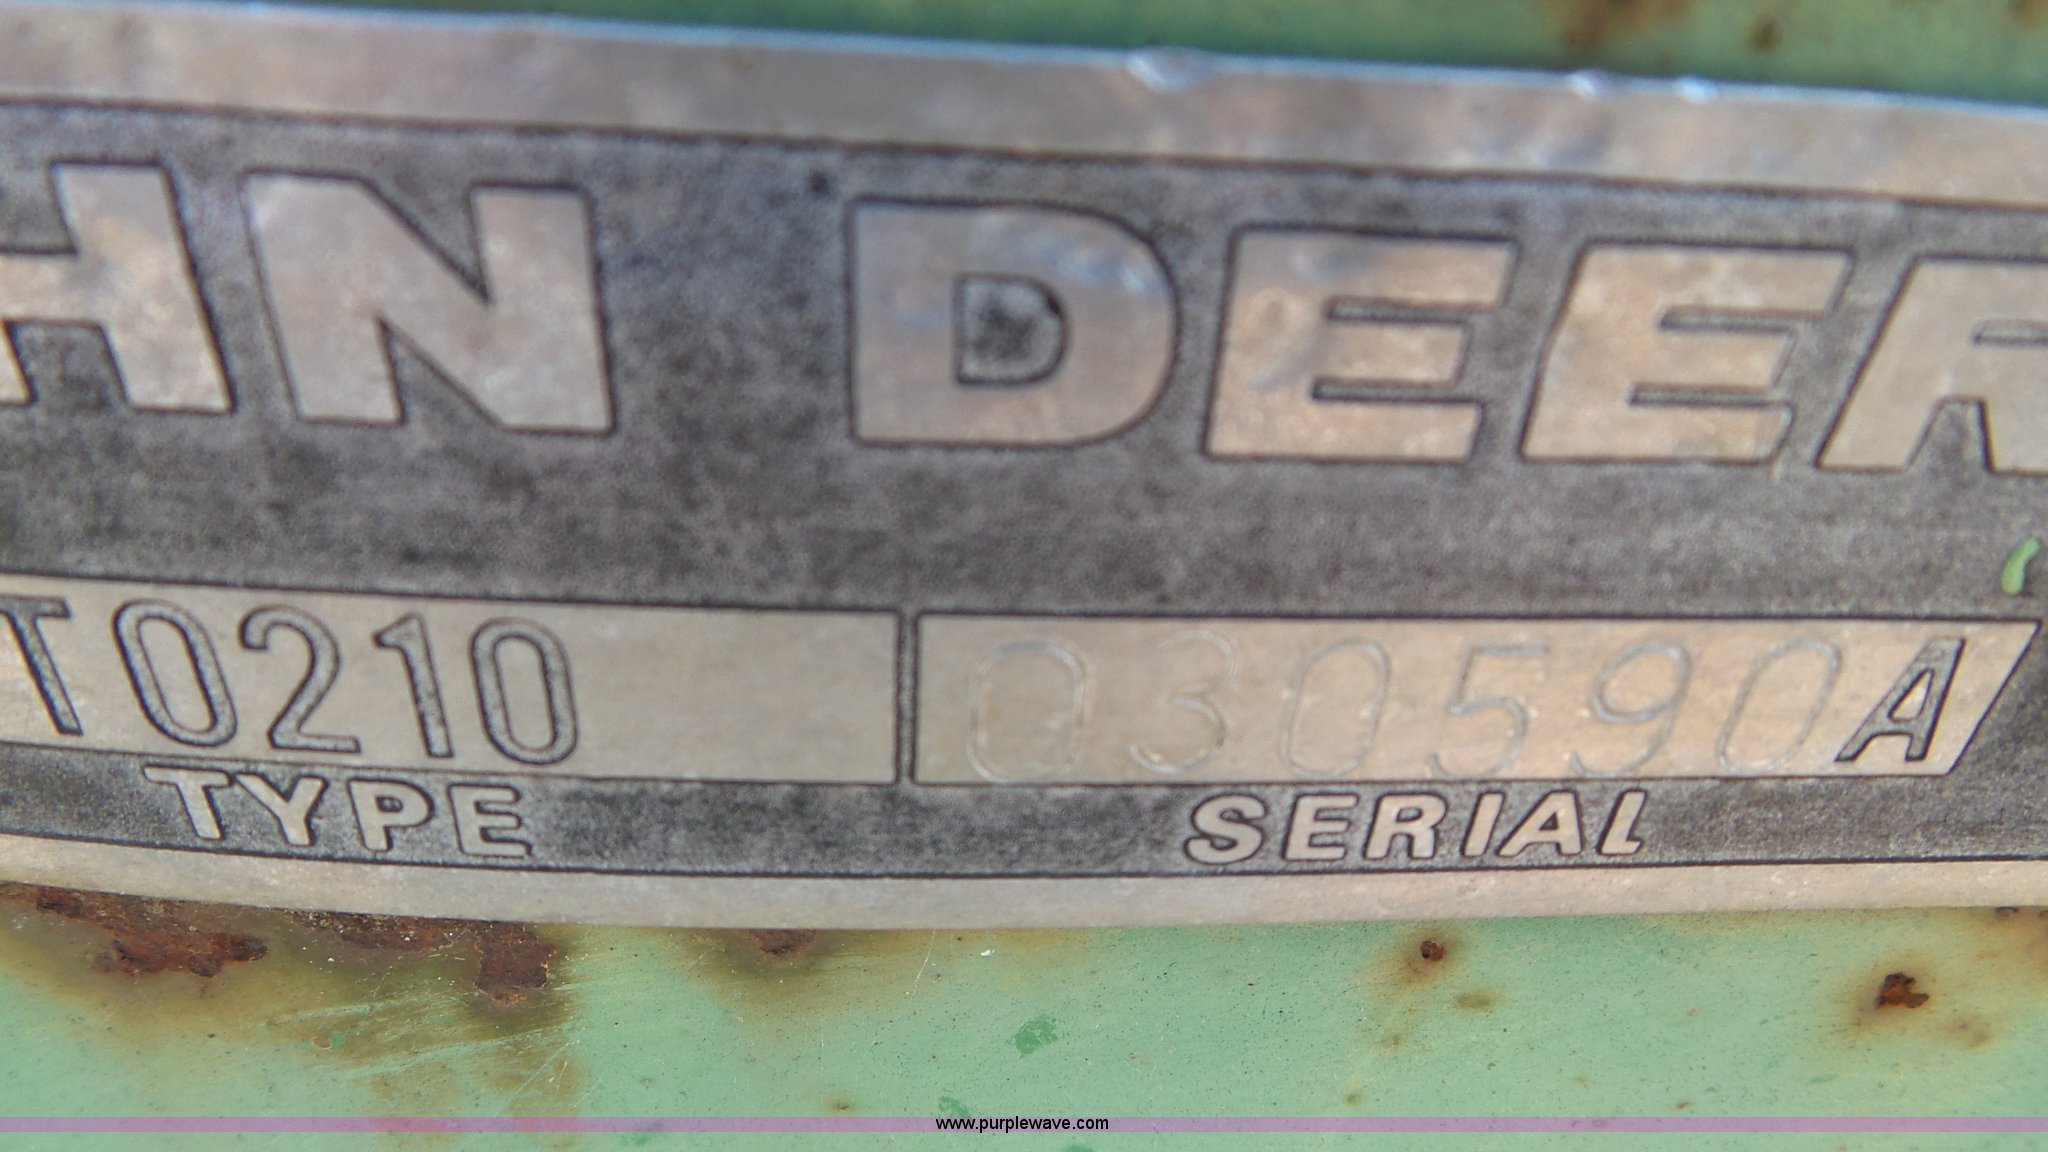 HN DEER
T0210 030590A
TYPE SERIAL
www.purplewave.com